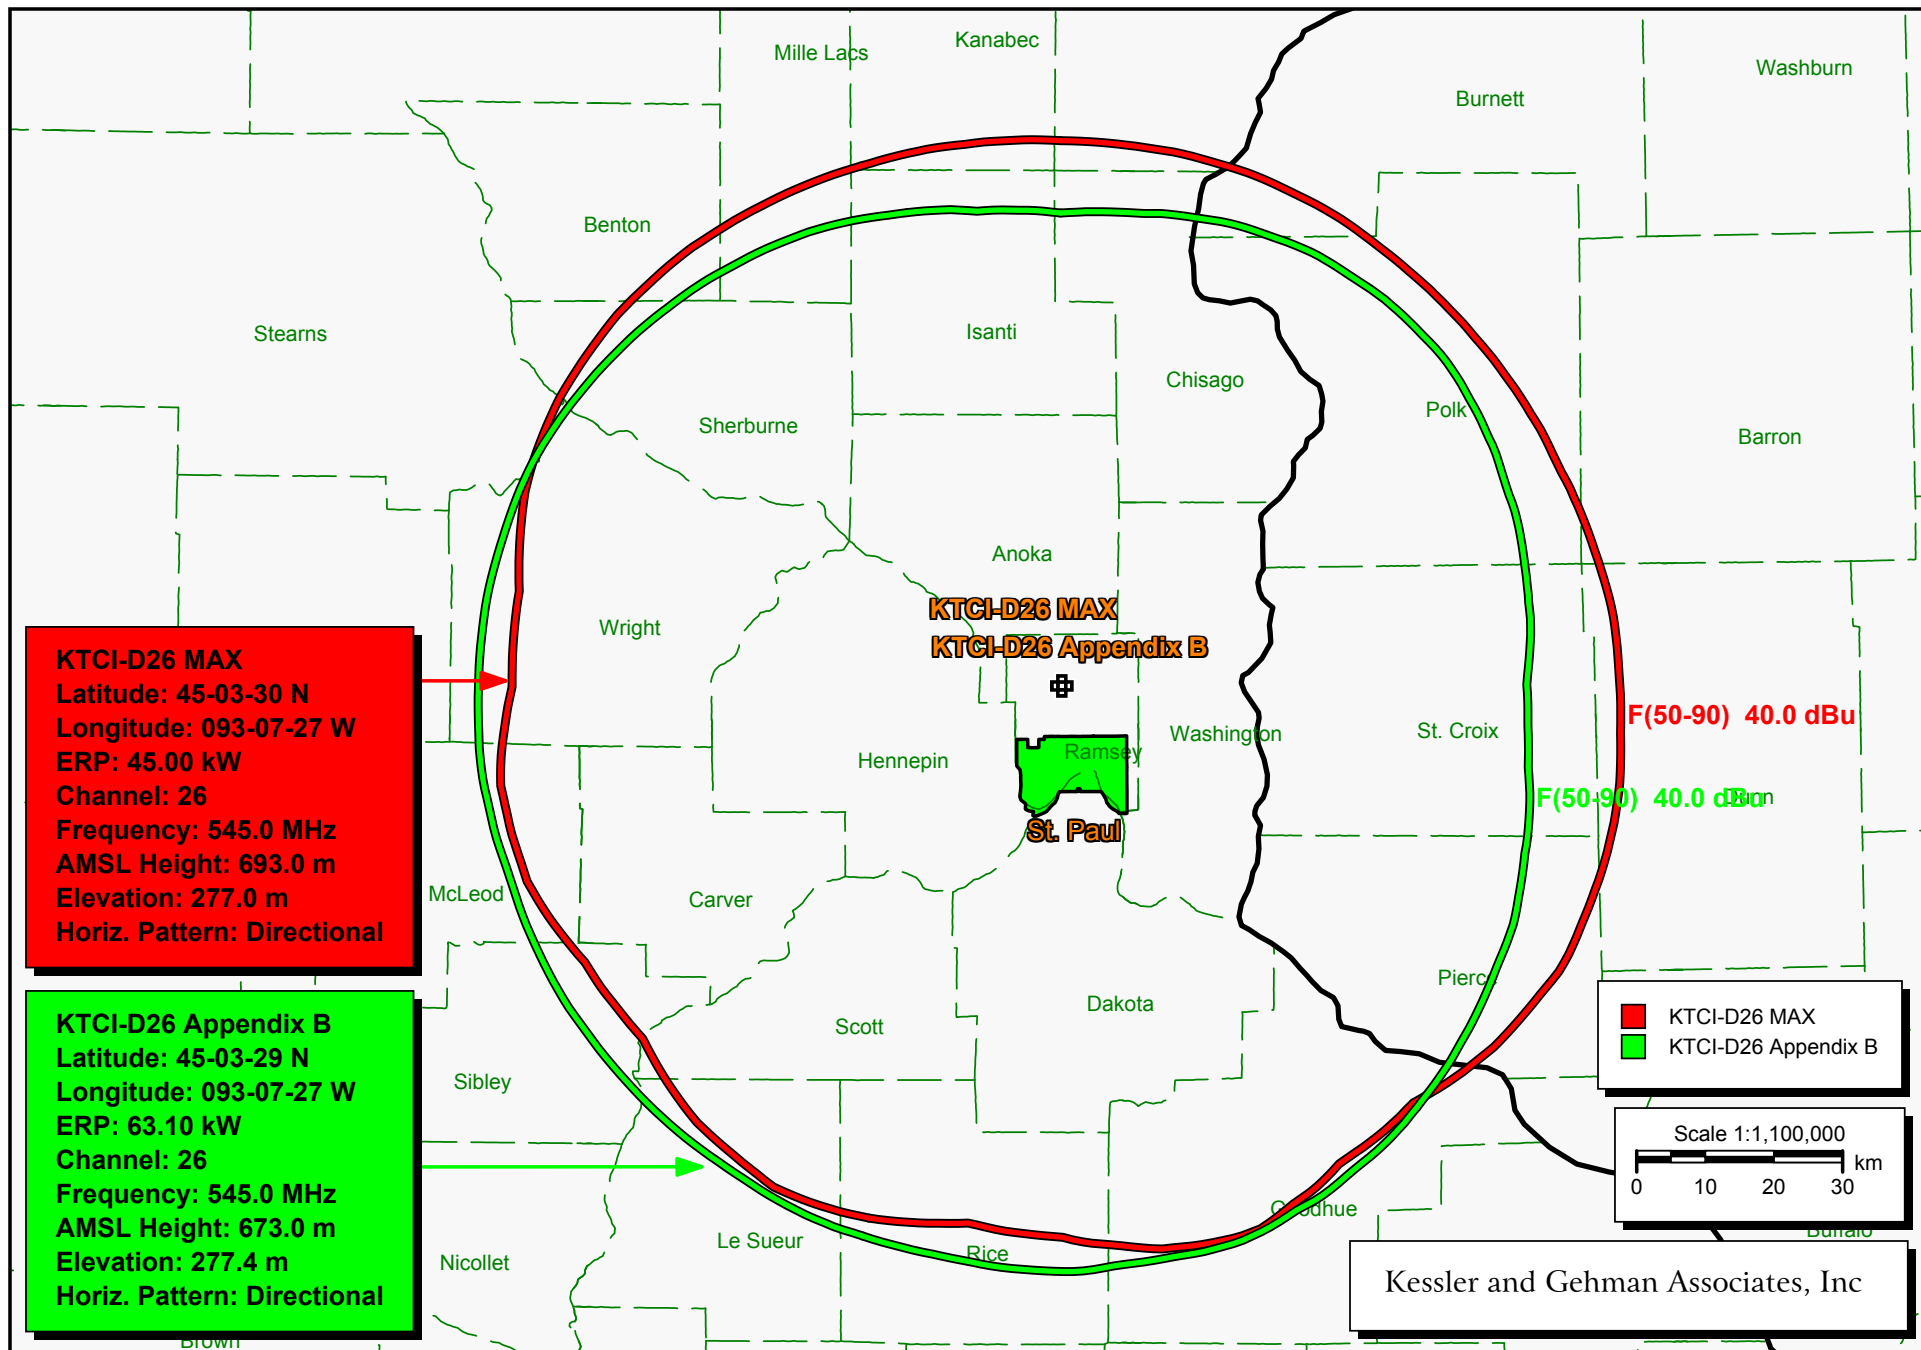 Kanabec
Mille Lacs
Washburn
Burnett
Benton
Stearns
Isanti
Chisago
Polk
Sherburne
Barron
Anoka
KTCI-D26 MAX
Wright
KTCI-D26 Appendix B
F(50-90) 40.0 dBu
St. Croix
Washington
Ramsey
Hennepin
F(50-90) 40.0 dBu
Dunn
St. Paul
McLeod
Carver
Pierce
Dakota
Scott
Sibley
Goodhue
Le Sueur
Rice
Nicollet
Buffalo
Brown
KTCI-D26 MAX
Latitude: 45-03-30 N
Longitude: 093-07-27 W
ERP: 45.00 kW
Channel: 26
Frequency: 545.0 MHz
AMSL Height: 693.0 m
Elevation: 277.0 m
Horiz. Pattern: Directional
KTCI-D26 Appendix B
Latitude: 45-03-29 N
Longitude: 093-07-27 W
ERP: 63.10 kW
Channel: 26
Frequency: 545.0 MHz
AMSL Height: 673.0 m
Elevation: 277.4 m
Horiz. Pattern: Directional
KTCI-D26 MAX
KTCI-D26 Appendix B
Scale 1:1,100,000
km
0 10 20 30
Kessler and Gehman Associates, Inc